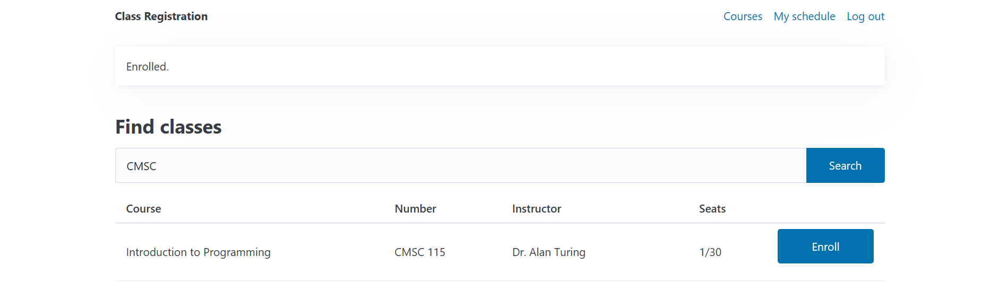 Class Registration Courses My schedule Log out
Enrolled.
Find classes
CMSC Search
Course Number Instructor Seats
Introduction to Programming CMSC 115 Dr. Alan Turing 1/30 Enroll